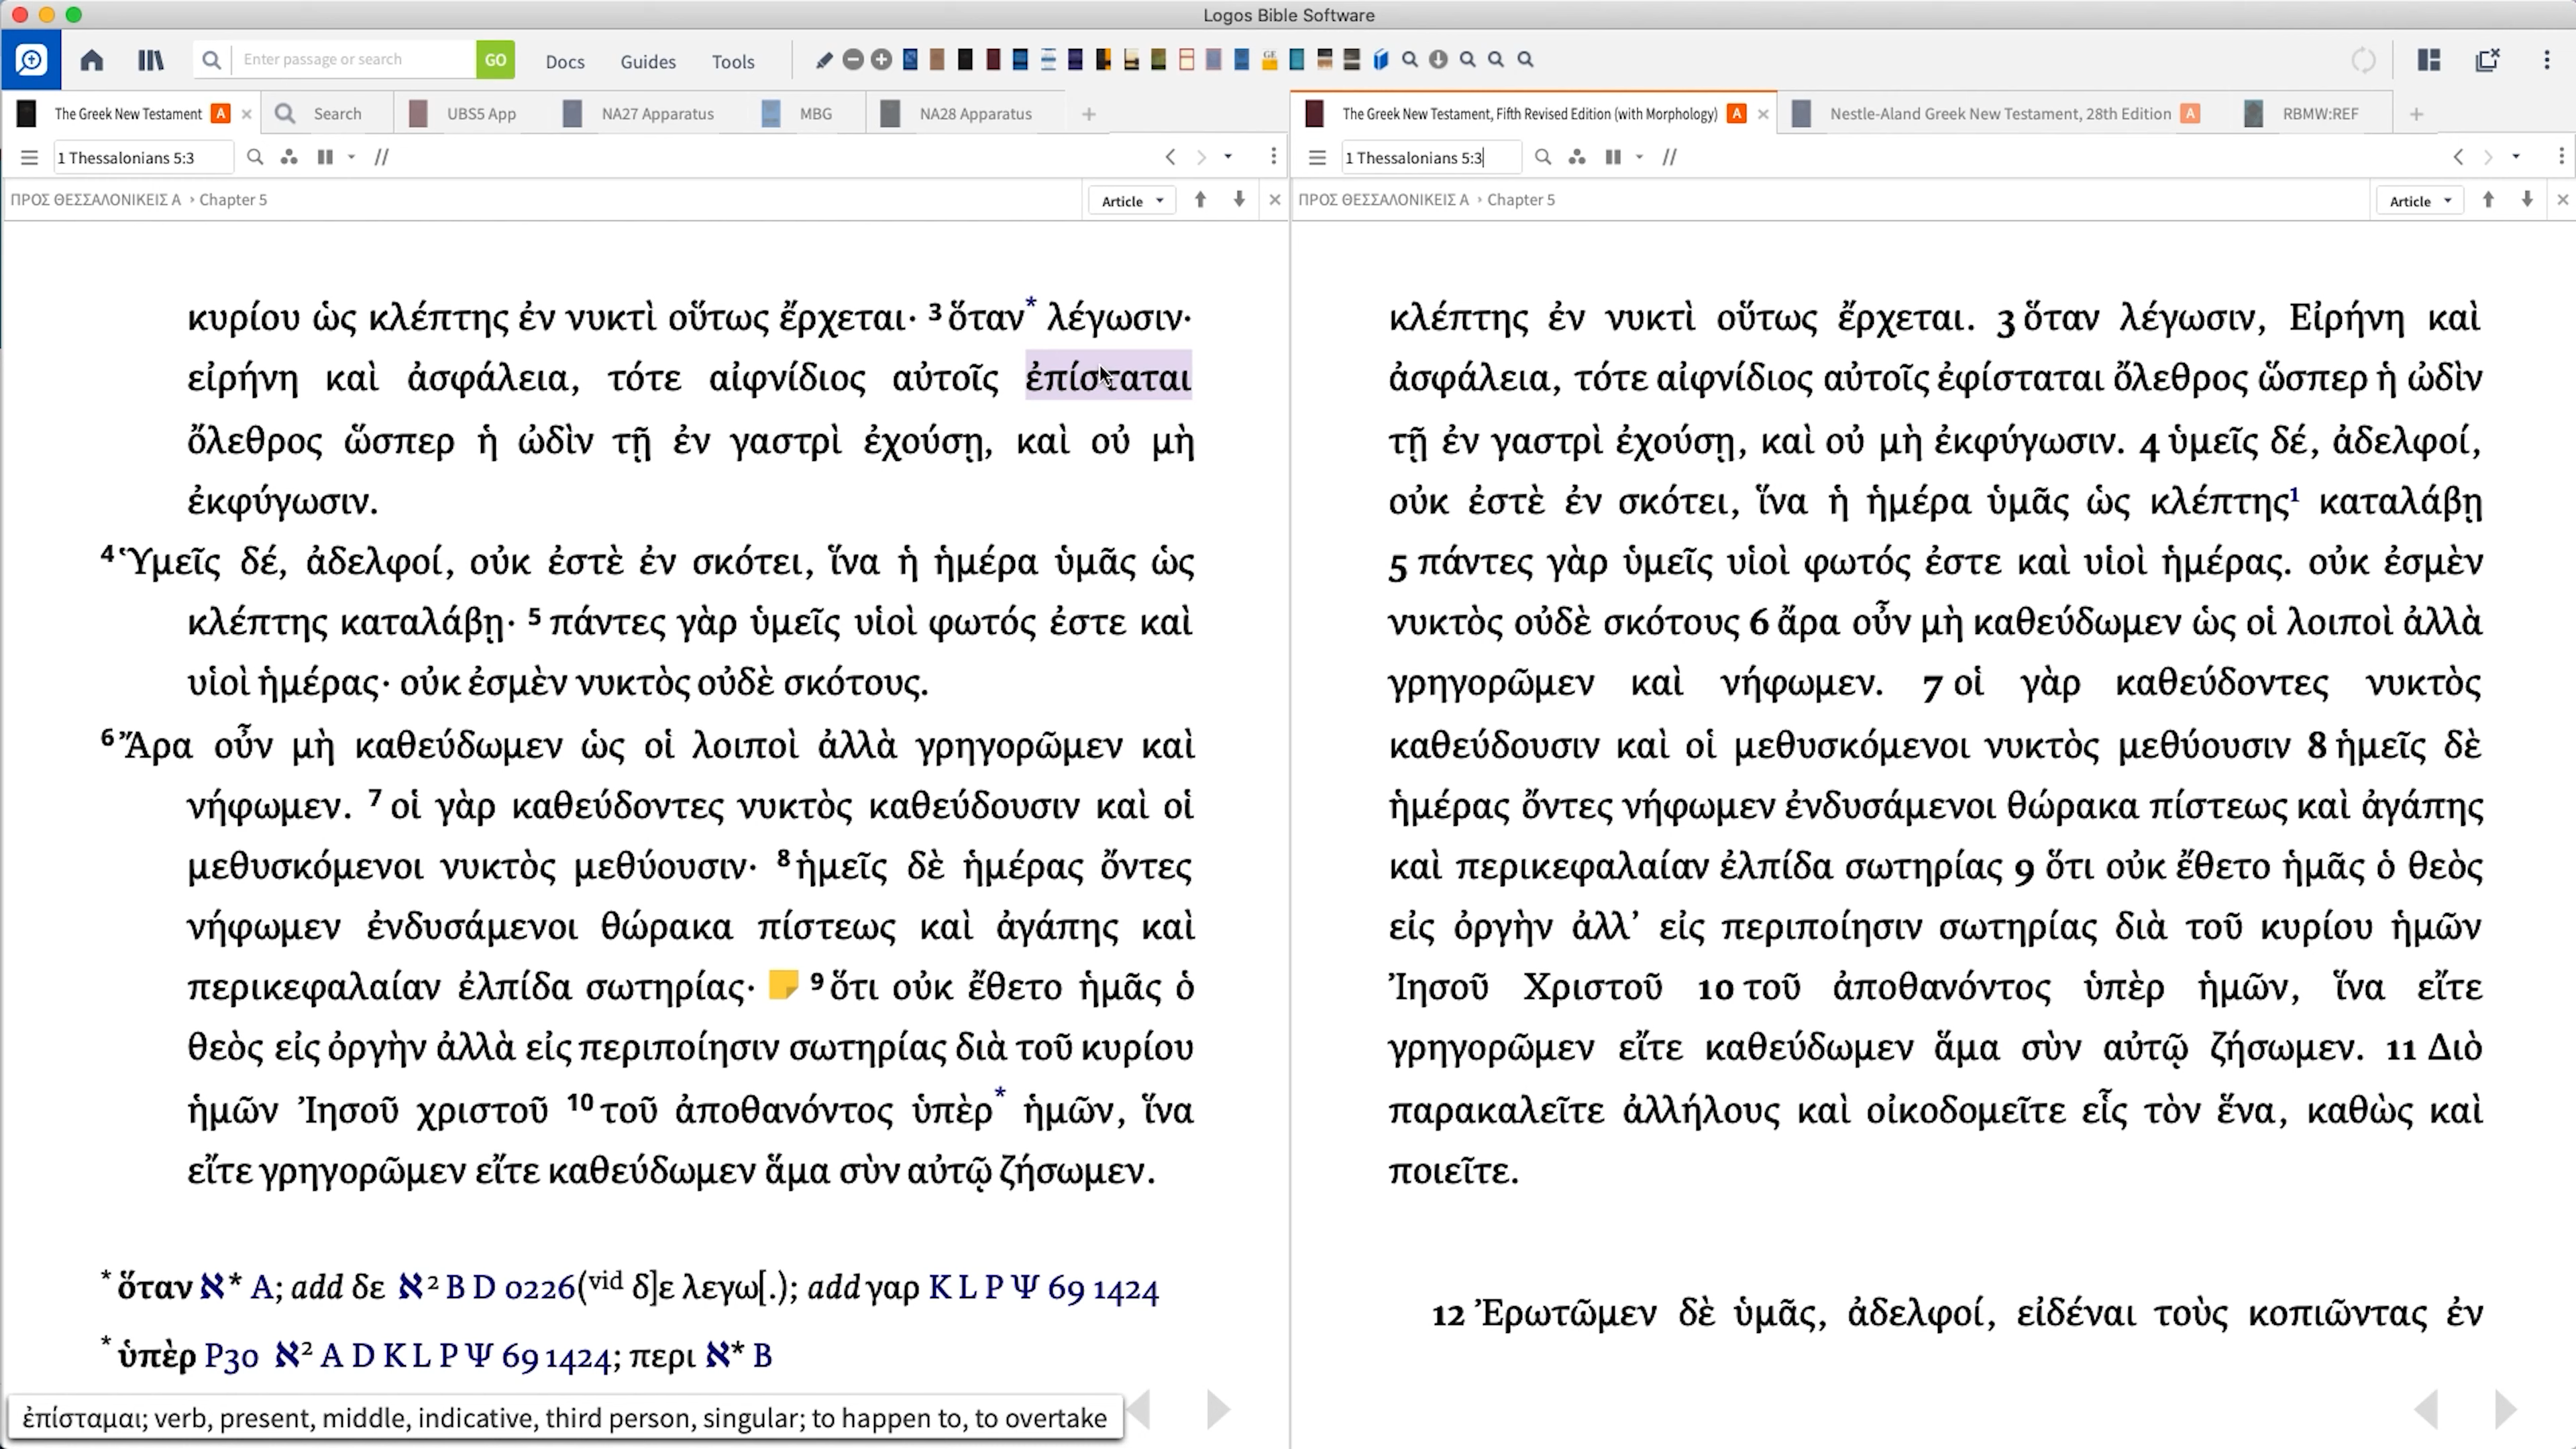 Logos Bible Software
Enter passage or search
GO
Docs
Guides
Tools
The Greek New Testament A
Search
UBS5 App
NA27 Apparatus
MBG
NA28 Apparatus
1 Thessalonians 5:3
ΠΡΟΣ ΘΕΣΣΑΛΟΝΙΚΕΙΣ Α › Chapter 5
Article
κυρίου ὡς κλέπτης ἐν νυκτὶ οὕτως ἔρχεται· 3 ὅταν* λέγωσιν·
εἰρήνη καὶ ἀσφάλεια, τότε αἰφνίδιος αὐτοῖς ἐπίσταται
ὄλεθρος ὥσπερ ἡ ὠδὶν τῇ ἐν γαστρὶ ἐχούσῃ, καὶ οὐ μὴ
ἐκφύγωσιν.
4 Ὑμεῖς δέ, ἀδελφοί, οὐκ ἐστὲ ἐν σκότει, ἵνα ἡ ἡμέρα ὑμᾶς ὡς
κλέπτης καταλάβῃ· 5 πάντες γὰρ ὑμεῖς υἱοὶ φωτός ἐστε καὶ
υἱοὶ ἡμέρας· οὐκ ἐσμὲν νυκτὸς οὐδὲ σκότους.
6 Ἄρα οὖν μὴ καθεύδωμεν ὡς οἱ λοιποὶ ἀλλὰ γρηγορῶμεν καὶ
νήφωμεν. 7 οἱ γὰρ καθεύδοντες νυκτὸς καθεύδουσιν καὶ οἱ
μεθυσκόμενοι νυκτὸς μεθύουσιν· 8 ἡμεῖς δὲ ἡμέρας ὄντες
νήφωμεν ἐνδυσάμενοι θώρακα πίστεως καὶ ἀγάπης καὶ
περικεφαλαίαν ἐλπίδα σωτηρίας· 9 ὅτι οὐκ ἔθετο ἡμᾶς ὁ
θεὸς εἰς ὀργὴν ἀλλὰ εἰς περιποίησιν σωτηρίας διὰ τοῦ κυρίου
ἡμῶν Ἰησοῦ χριστοῦ 10 τοῦ ἀποθανόντος ὑπὲρ* ἡμῶν, ἵνα
εἴτε γρηγορῶμεν εἴτε καθεύδωμεν ἅμα σὺν αὐτῷ ζήσωμεν.
* ὅταν ℵ* A; add δε ℵ2 B D 0226(vid δ]ε λεγω[.); add γαρ K L P Ψ 69 1424
* ὑπὲρ P30 ℵ2 A D K L P Ψ 69 1424; περι ℵ* B
ἐπίσταμαι; verb, present, middle, indicative, third person, singular; to happen to, to overtake
The Greek New Testament, Fifth Revised Edition (with Morphology) A
Nestle-Aland Greek New Testament, 28th Edition A
RBMW:REF
1 Thessalonians 5:3
ΠΡΟΣ ΘΕΣΣΑΛΟΝΙΚΕΙΣ Α › Chapter 5
Article
κλέπτης ἐν νυκτὶ οὕτως ἔρχεται. 3 ὅταν λέγωσιν, Εἰρήνη καὶ
ἀσφάλεια, τότε αἰφνίδιος αὐτοῖς ἐφίσταται ὄλεθρος ὥσπερ ἡ ὠδὶν
τῇ ἐν γαστρὶ ἐχούσῃ, καὶ οὐ μὴ ἐκφύγωσιν. 4 ὑμεῖς δέ, ἀδελφοί,
οὐκ ἐστὲ ἐν σκότει, ἵνα ἡ ἡμέρα ὑμᾶς ὡς κλέπτης1 καταλάβῃ
5 πάντες γὰρ ὑμεῖς υἱοὶ φωτός ἐστε καὶ υἱοὶ ἡμέρας. οὐκ ἐσμὲν
νυκτὸς οὐδὲ σκότους 6 ἄρα οὖν μὴ καθεύδωμεν ὡς οἱ λοιποὶ ἀλλὰ
γρηγορῶμεν καὶ νήφωμεν. 7 οἱ γὰρ καθεύδοντες νυκτὸς
καθεύδουσιν καὶ οἱ μεθυσκόμενοι νυκτὸς μεθύουσιν 8 ἡμεῖς δὲ
ἡμέρας ὄντες νήφωμεν ἐνδυσάμενοι θώρακα πίστεως καὶ ἀγάπης
καὶ περικεφαλαίαν ἐλπίδα σωτηρίας 9 ὅτι οὐκ ἔθετο ἡμᾶς ὁ θεὸς
εἰς ὀργὴν ἀλλ’ εἰς περιποίησιν σωτηρίας διὰ τοῦ κυρίου ἡμῶν
Ἰησοῦ Χριστοῦ 10 τοῦ ἀποθανόντος ὑπὲρ ἡμῶν, ἵνα εἴτε
γρηγορῶμεν εἴτε καθεύδωμεν ἅμα σὺν αὐτῷ ζήσωμεν. 11 Διὸ
παρακαλεῖτε ἀλλήλους καὶ οἰκοδομεῖτε εἷς τὸν ἕνα, καθὼς καὶ
ποιεῖτε.
12 Ἐρωτῶμεν δὲ ὑμᾶς, ἀδελφοί, εἰδέναι τοὺς κοπιῶντας ἐν